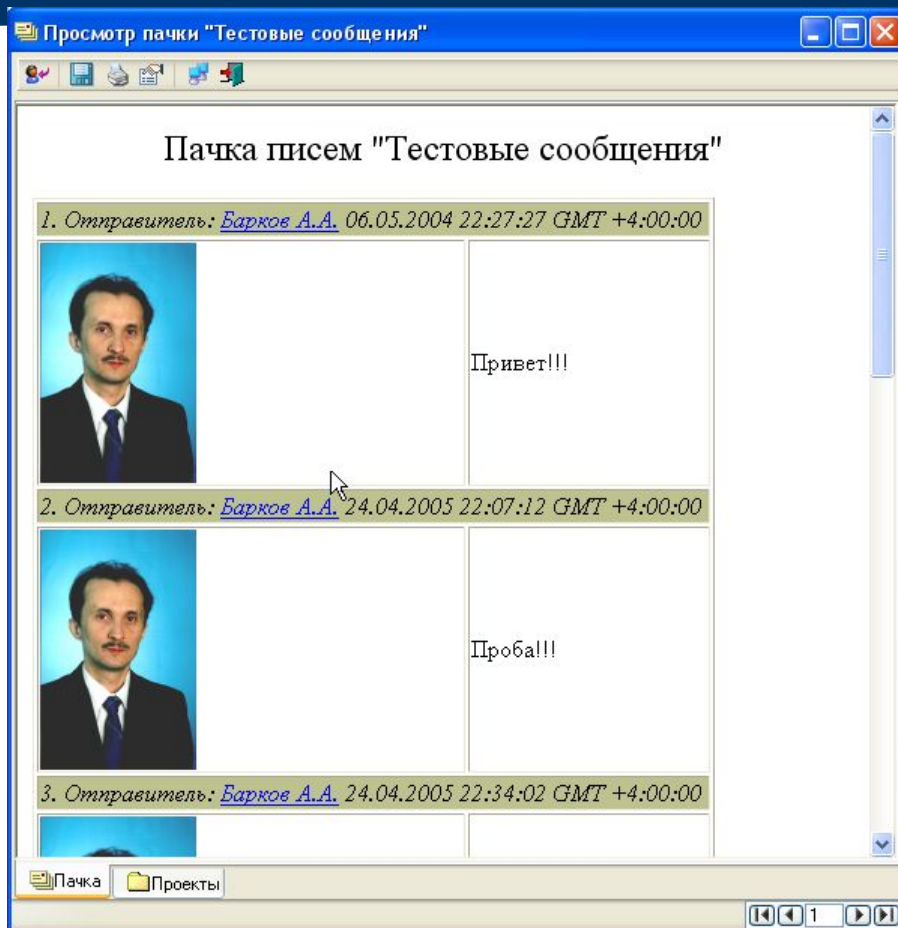 Просмотр пачки "Тестовые сообщения"
Пачка писем "Тестовые сообщения"
1. Отправитель: Барков А.А. 06.05.2004 22:27:27 GMT +4:00:00
Привет!!!
2. Отправитель: Барков А.А. 24.04.2005 22:07:12 GMT +4:00:00
Проба!!!
3. Отправитель: Барков А.А. 24.04.2005 22:34:02 GMT +4:00:00
Пачка Проекты
1